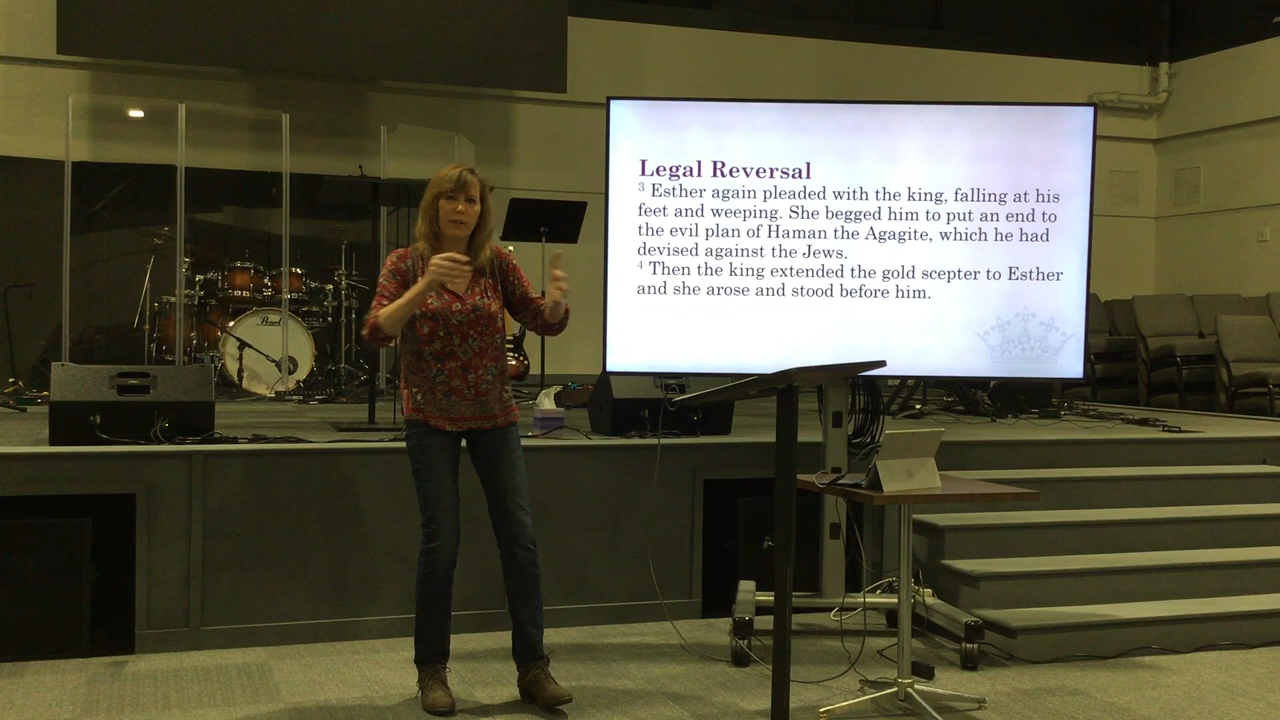 Legal Reversal
3 Esther again pleaded with the king, falling at his
feet and weeping. She begged him to put an end to
the evil plan of Haman the Agagite, which he had
devised against the Jews.
4 Then the king extended the gold scepter to Esther
and she arose and stood before him.
Pearl